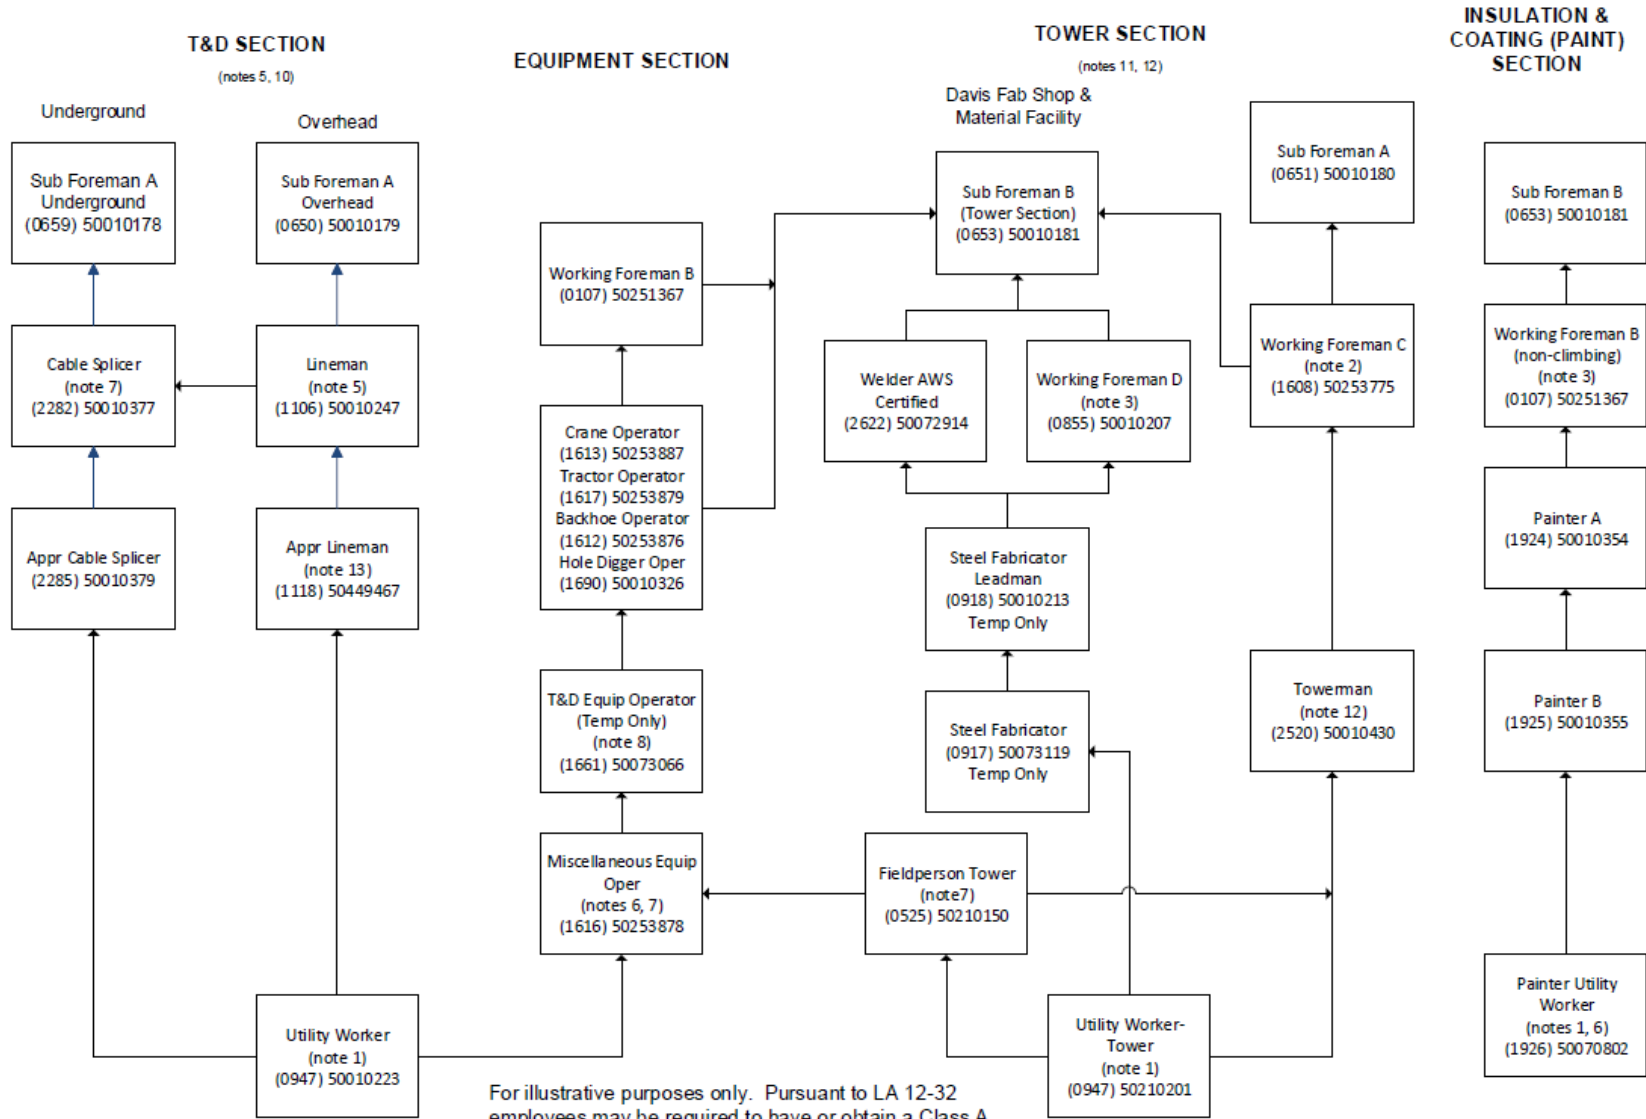 T&D SECTION
(notes 5, 10)
Underground
Overhead
Sub Foreman A
Underground
(0659) 50010178
Sub Foreman A
Overhead
(0650) 50010179
Cable Splicer
(note 7)
(2282) 50010377
Lineman
(note 5)
(1106) 50010247
Appr Cable Splicer
(2285) 50010379
Appr Lineman
(note 13)
(1118) 50449467
Utility Worker
(note 1)
(0947) 50010223
EQUIPMENT SECTION
Working Foreman B
(0107) 50251367
Crane Operator
(1613) 50253887
Tractor Operator
(1617) 50253879
Backhoe Operator
(1612) 50253876
Hole Digger Oper
(1690) 50010326
T&D Equip Operator
(Temp Only)
(note 8)
(1661) 50073066
Miscellaneous Equip
Oper
(notes 6, 7)
(1616) 50253878
TOWER SECTION
(notes 11, 12)
Davis Fab Shop &
Material Facility
Sub Foreman B
(Tower Section)
(0653) 50010181
Sub Foreman A
(0651) 50010180
Welder AWS
Certified
(2622) 50072914
Working Foreman D
(note 3)
(0855) 50010207
Working Foreman C
(note 2)
(1608) 50253775
Steel Fabricator
Leadman
(0918) 50010213
Temp Only
Steel Fabricator
(0917) 50073119
Temp Only
Towerman
(note 12)
(2520) 50010430
Fieldperson Tower
(note7)
(0525) 50210150
Utility Worker-
Tower
(note 1)
(0947) 50210201
INSULATION &
COATING (PAINT)
SECTION
Sub Foreman B
(0653) 50010181
Working Foreman B
(non-climbing)
(note 3)
(0107) 50251367
Painter A
(1924) 50010354
Painter B
(1925) 50010355
Painter Utility
Worker
(notes 1, 6)
(1926) 50070802
For illustrative purposes only. Pursuant to LA 12-32
employees may be required to have or obtain a Class A